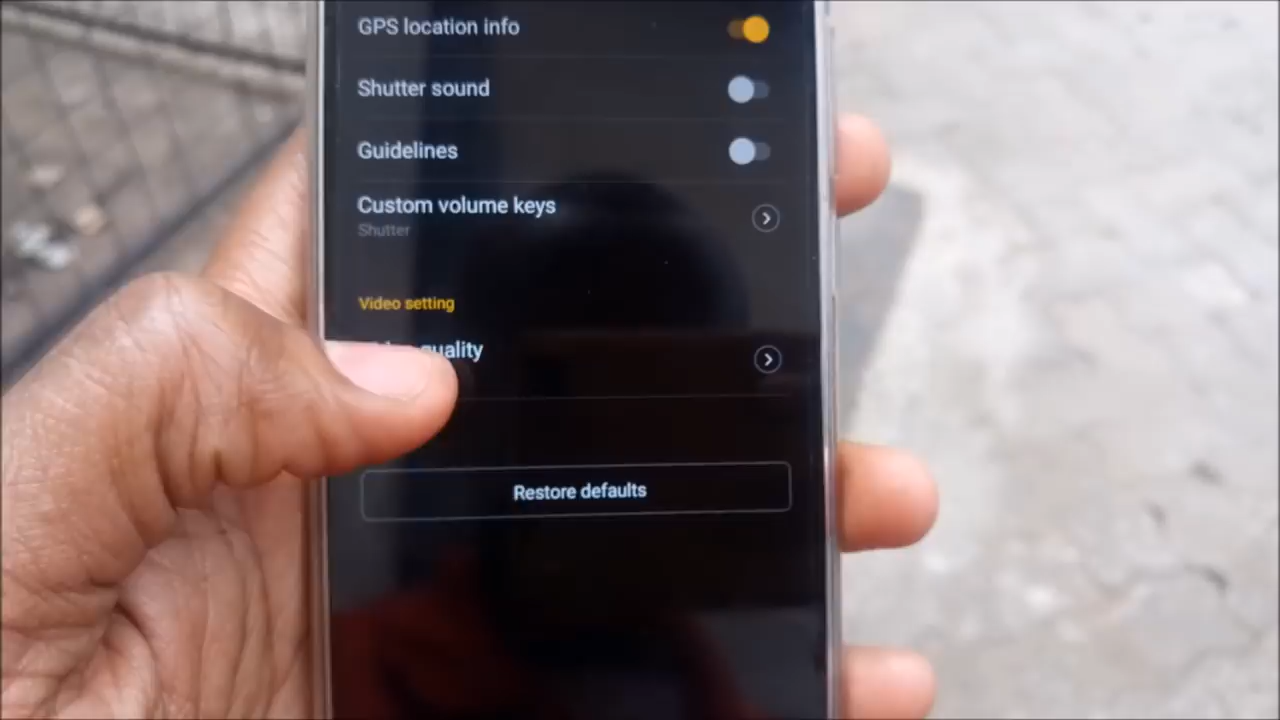 GPS location info
Shutter sound
Guidelines
Custom volume keys
Shutter
Video setting
quality
Restore defaults